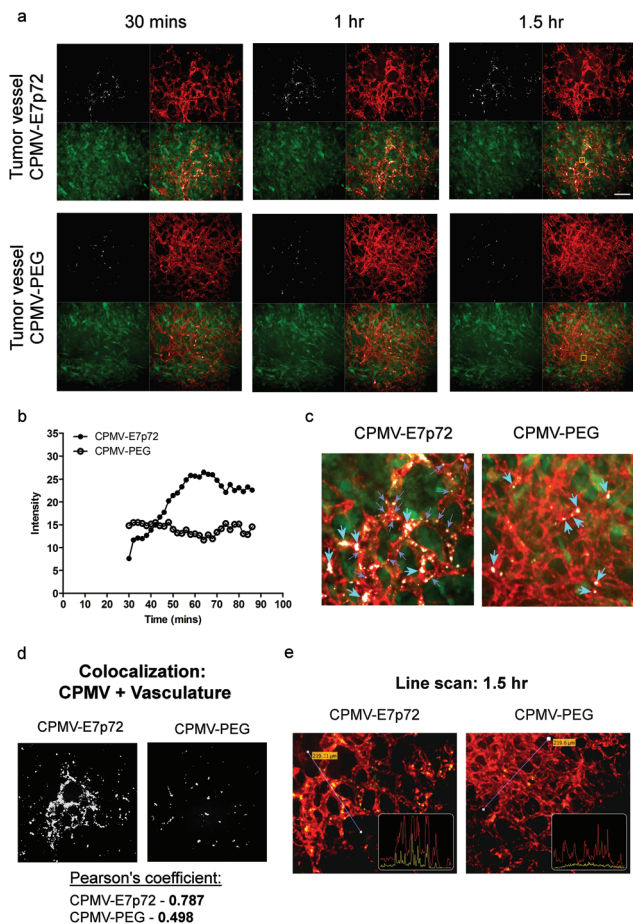 a
30 mins
1 hr
1.5 hr
Tumor vessel
CPMV-E7p72
Tumor vessel
CPMV-PEG
b
CPMV-E7p72
CPMV-PEG
Intensity
35
30
25
20
15
10
5
0
0 10 20 30 40 50 60 70 80 90 100
Time (mins)
c
CPMV-E7p72
CPMV-PEG
d
Colocalization:
CPMV + Vasculature
CPMV-E7p72
CPMV-PEG
Pearson's coefficient:
CPMV-E7p72 - 0.787
CPMV-PEG - 0.498
e
Line scan: 1.5 hr
CPMV-E7p72
CPMV-PEG